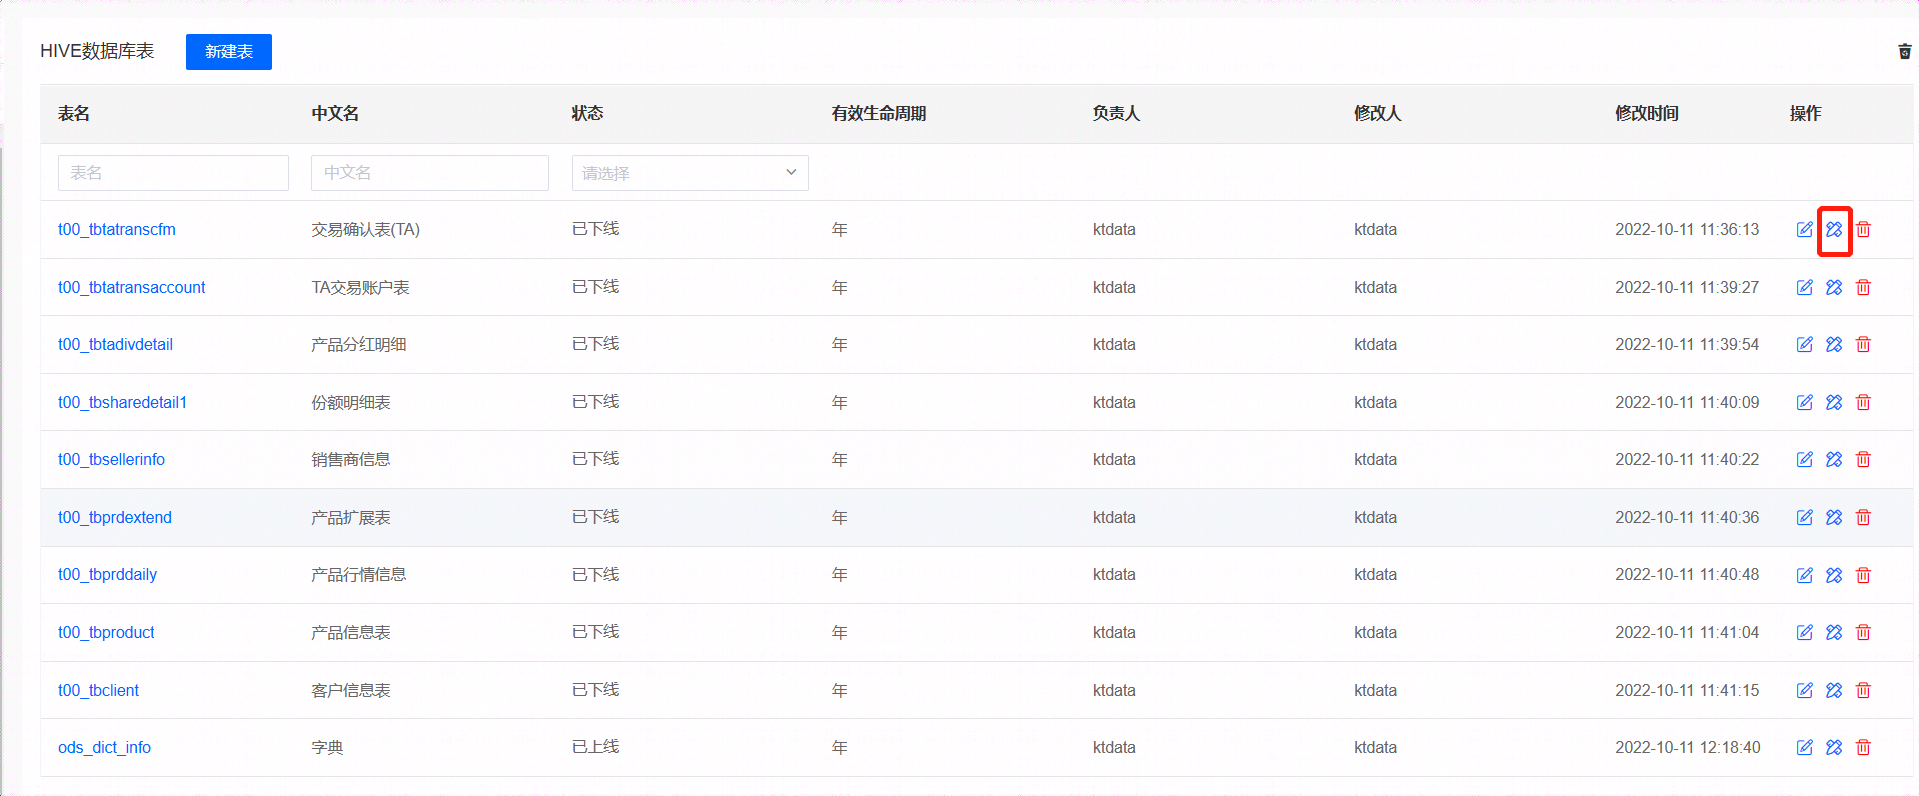 HIVE数据库表 新建表
表名 中文名 状态 有效生命周期 负责人 修改人 修改时间 操作
表名 中文名 请选择
t00_tbtatranscfm 交易确认表(TA) 已下线 年 ktdata ktdata 2022-10-11 11:36:13
t00_tbtatransaccount TA交易账户表 已下线 年 ktdata ktdata 2022-10-11 11:39:27
t00_tbtadivdetail 产品分红明细 已下线 年 ktdata ktdata 2022-10-11 11:39:54
t00_tbsharedetail1 份额明细表 已下线 年 ktdata ktdata 2022-10-11 11:40:09
t00_tbsellerinfo 销售商信息 已下线 年 ktdata ktdata 2022-10-11 11:40:22
t00_tbprdextend 产品扩展表 已下线 年 ktdata ktdata 2022-10-11 11:40:36
t00_tbprddaily 产品行情信息 已下线 年 ktdata ktdata 2022-10-11 11:40:48
t00_tbproduct 产品信息表 已下线 年 ktdata ktdata 2022-10-11 11:41:04
t00_tbclient 客户信息表 已下线 年 ktdata ktdata 2022-10-11 11:41:15
ods_dict_info 字典 已上线 年 ktdata ktdata 2022-10-11 12:18:40